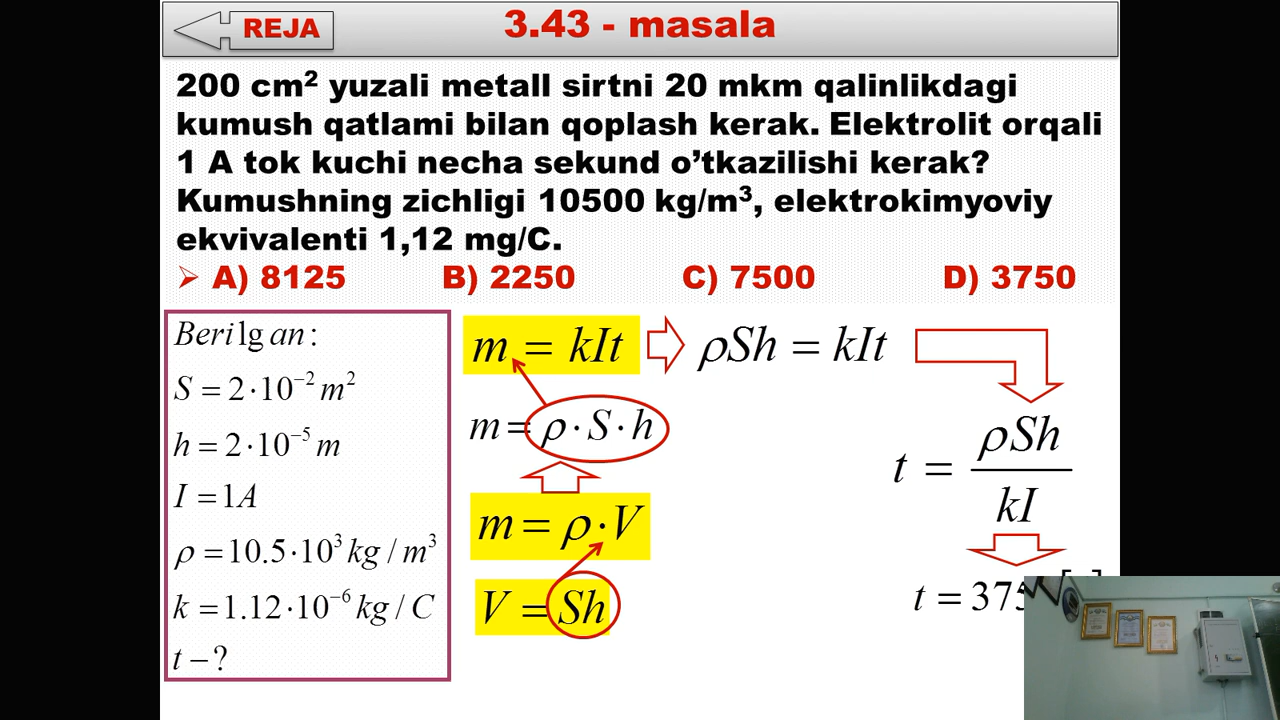 REJA
3.43 - masala
200 cm² yuzali metall sirtni 20 mkm qalinlikdagi
kumush qatlami bilan qoplash kerak. Elektrolit orqali
1 A tok kuchi necha sekund o’tkazilishi kerak?
Kumushning zichligi 10500 kg/m³, elektrokimyoviy
ekvivalenti 1,12 mg/C.
➢ A) 8125 B) 2250 C) 7500 D) 3750
Berilgan:
S = 2·10⁻² m²
h = 2·10⁻⁵ m
I = 1A
ρ = 10.5·10³ kg / m³
k = 1.12·10⁻⁶ kg / C
t – ?
m = kIt
ρSh = kIt
m = ρ·S·h
m = ρ·V
V = Sh
t = ρSh / kI
t = 375